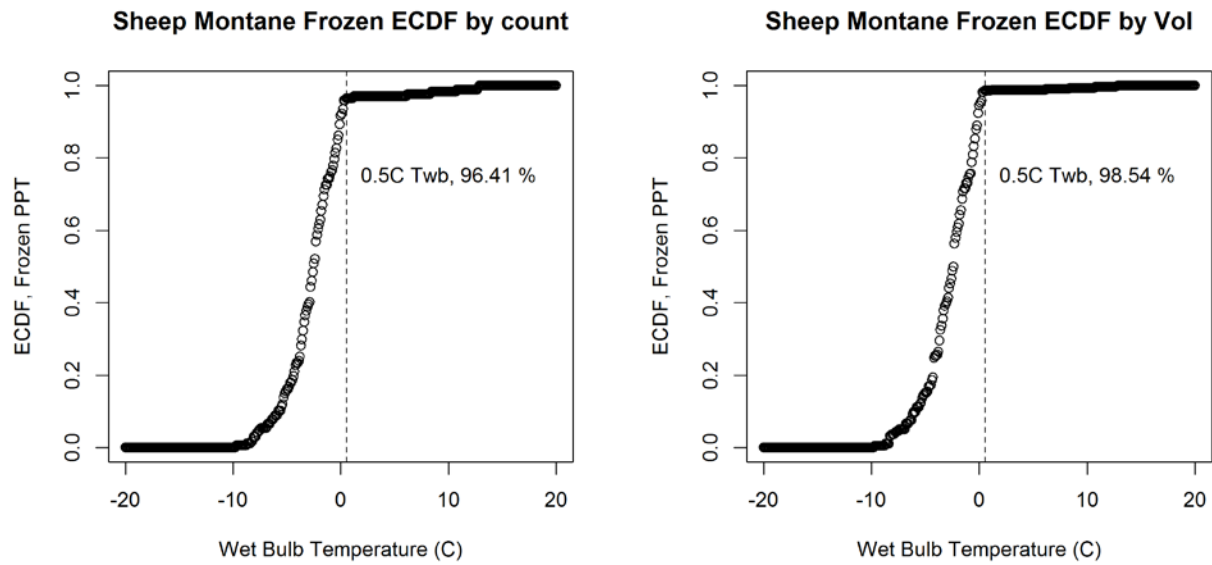 Sheep Montane Frozen ECDF by count
ECDF, Frozen PPT
1.0
0.8
0.6
0.4
0.2
0.0
0.5C Twb, 96.41 %
-20 -10 0 10 20
Wet Bulb Temperature (C)
Sheep Montane Frozen ECDF by Vol
ECDF, Frozen PPT
1.0
0.8
0.6
0.4
0.2
0.0
0.5C Twb, 98.54 %
-20 -10 0 10 20
Wet Bulb Temperature (C)